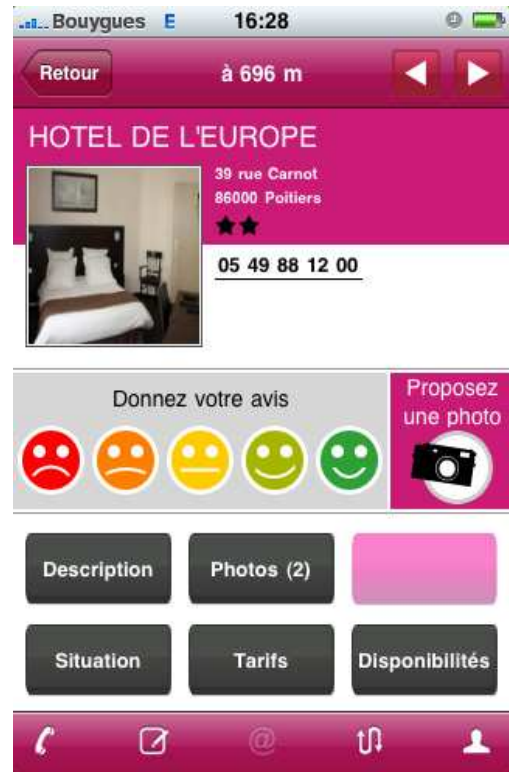 Bouygues E 16:28
Retour à 696 m
HOTEL DE L'EUROPE
39 rue Carnot
86000 Poitiers
05 49 88 12 00
Donnez votre avis
Proposez
une photo
Description Photos (2)
Situation Tarifs Disponibilités
@